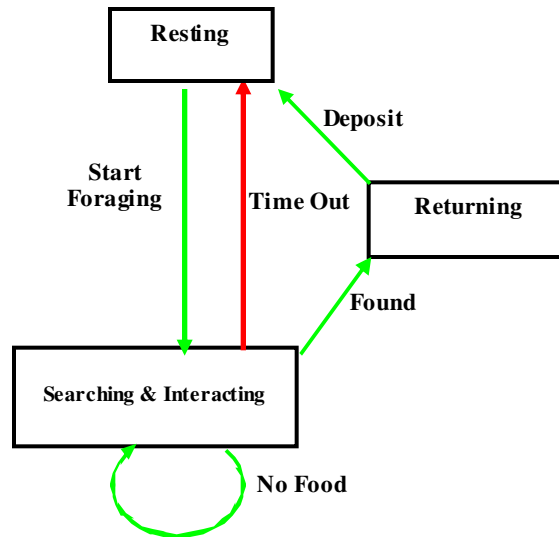 Resting
Deposit
Start
Foraging
Time Out
Returning
Found
Searching & Interacting
No Food